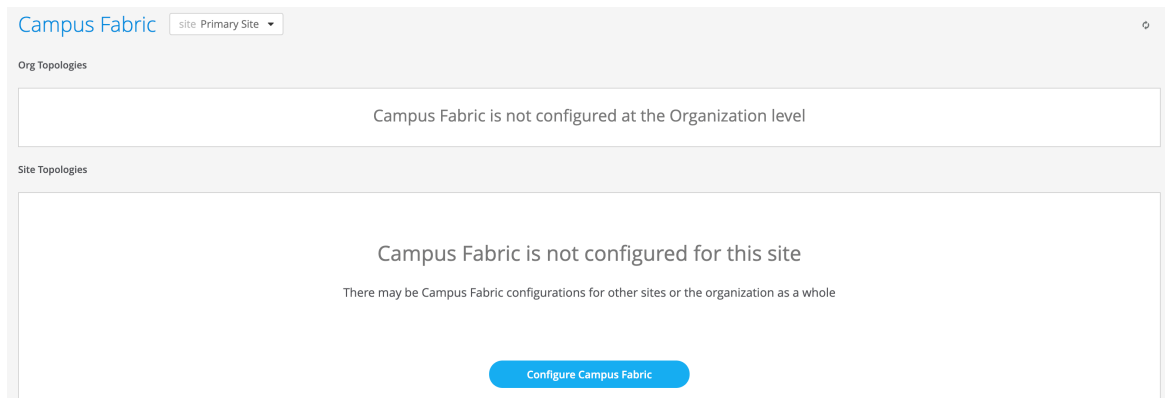 Campus Fabric site Primary Site
Org Topologies
Campus Fabric is not configured at the Organization level
Site Topologies
Campus Fabric is not configured for this site
There may be Campus Fabric configurations for other sites or the organization as a whole
Configure Campus Fabric